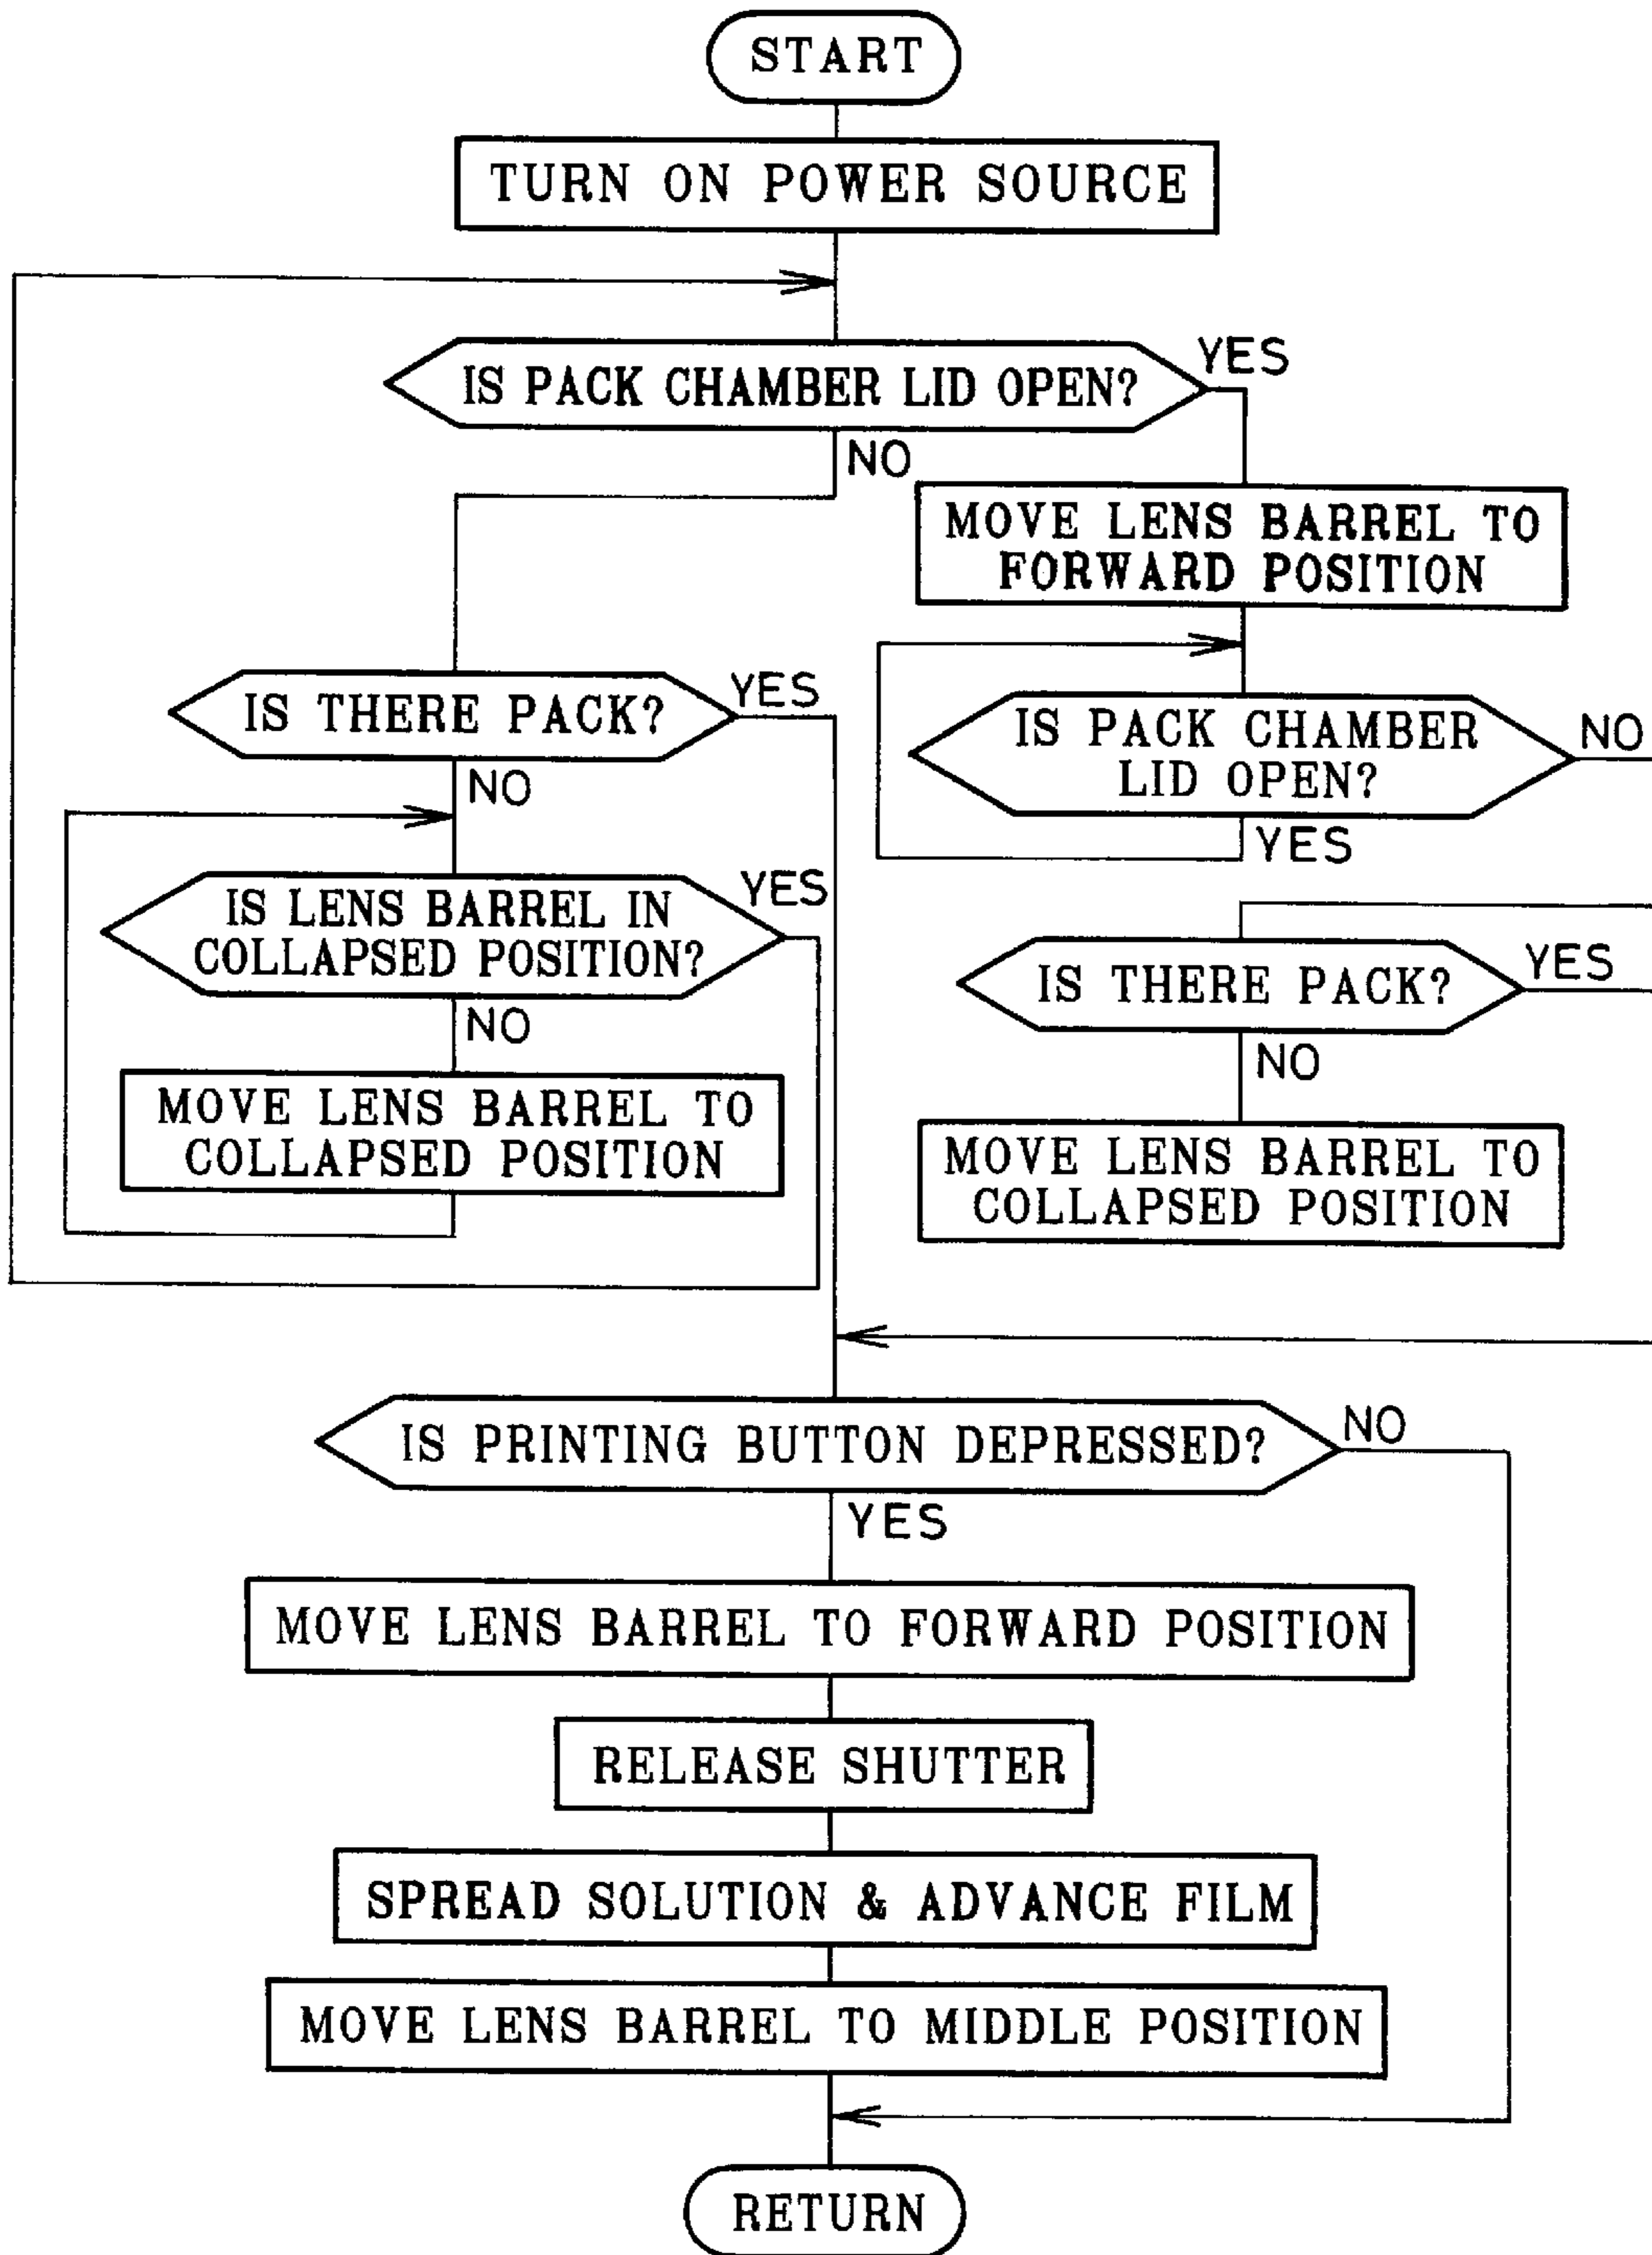 START
TURN ON POWER SOURCE
IS PACK CHAMBER LID OPEN?
YES
NO
MOVE LENS BARREL TO
FORWARD POSITION
IS THERE PACK?
YES
NO
IS PACK CHAMBER
LID OPEN?
NO
YES
IS LENS BARREL IN
COLLAPSED POSITION?
YES
NO
IS THERE PACK?
YES
NO
MOVE LENS BARREL TO
COLLAPSED POSITION
MOVE LENS BARREL TO
COLLAPSED POSITION
IS PRINTING BUTTON DEPRESSED?
NO
YES
MOVE LENS BARREL TO FORWARD POSITION
RELEASE SHUTTER
SPREAD SOLUTION & ADVANCE FILM
MOVE LENS BARREL TO MIDDLE POSITION
RETURN